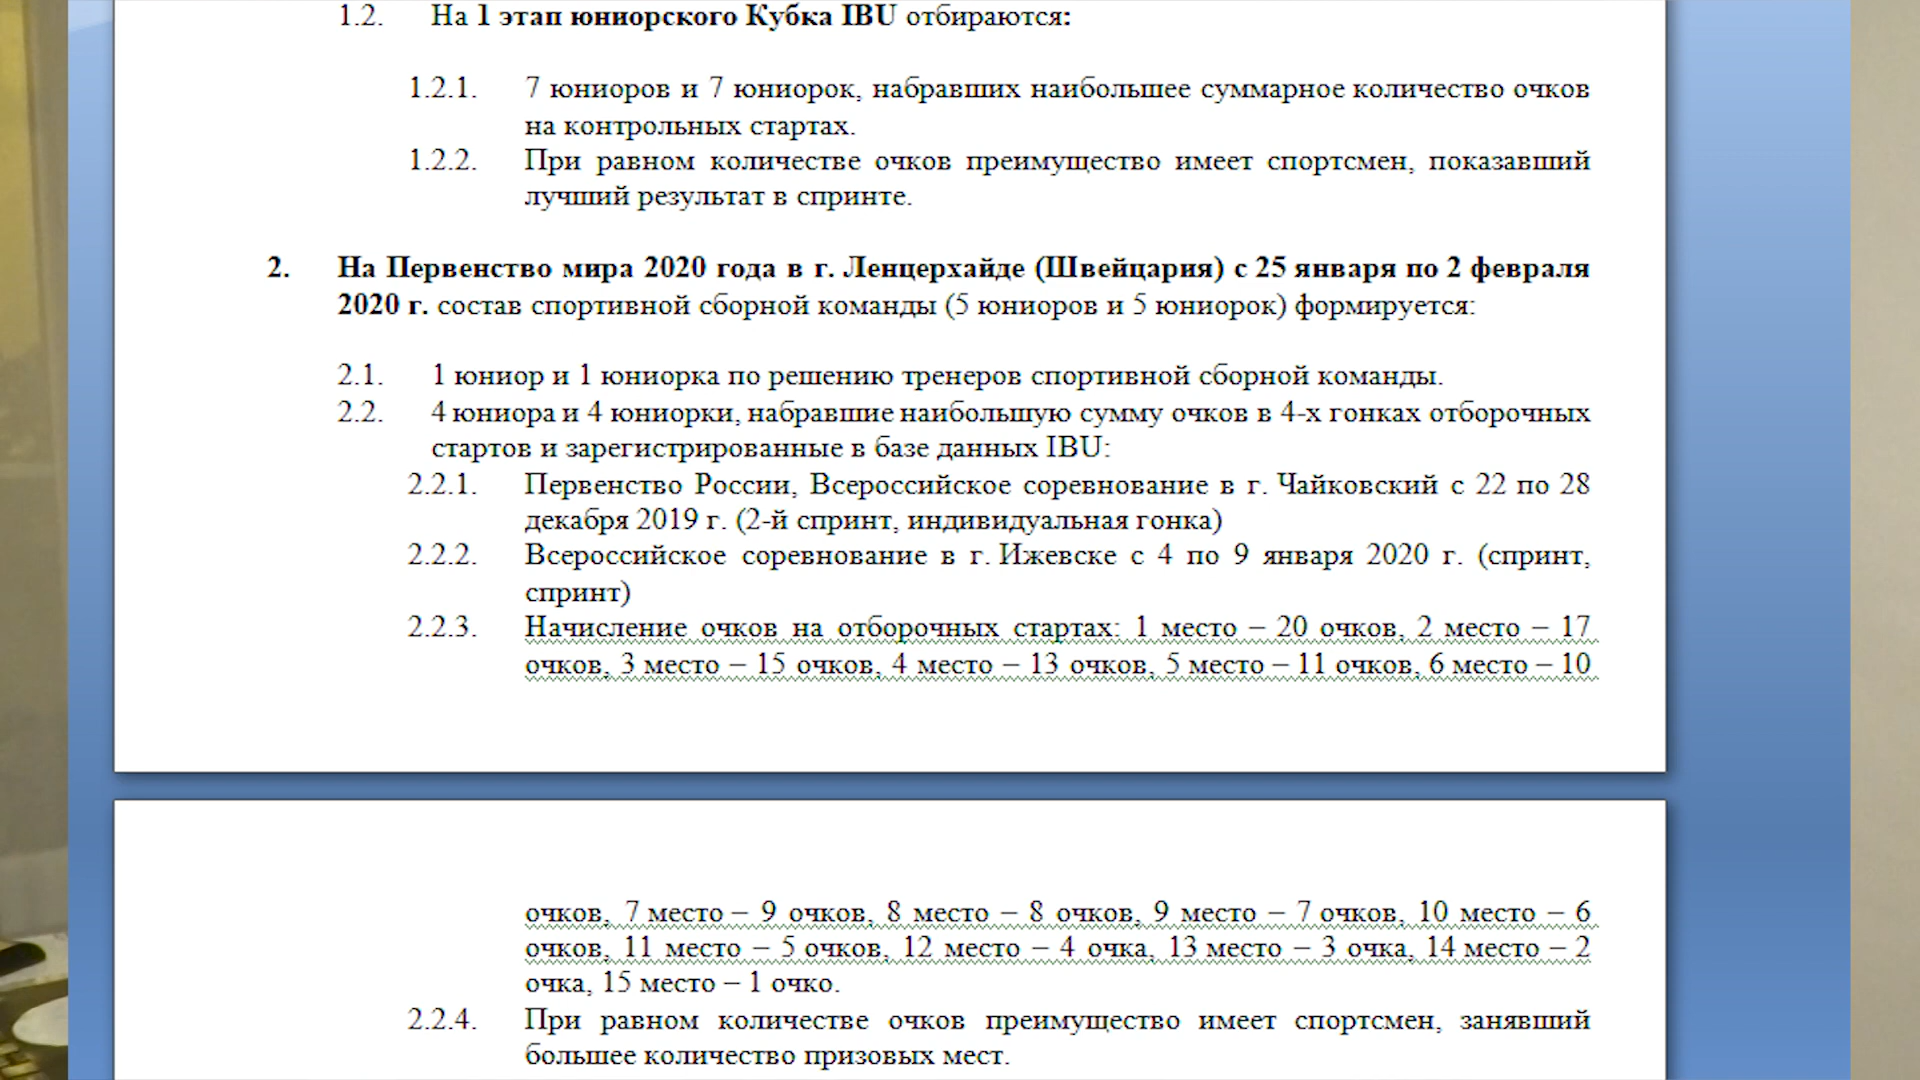 1.2. На 1 этап юниорского Кубка IBU отбираются:
1.2.1. 7 юниоров и 7 юниорок, набравших наибольшее суммарное количество очков
на контрольных стартах.
1.2.2. При равном количестве очков преимущество имеет спортсмен, показавший
лучший результат в спринте.
2. На Первенство мира 2020 года в г. Ленцерхайде (Швейцария) с 25 января по 2 февраля
2020 г. состав спортивной сборной команды (5 юниоров и 5 юниорок) формируется:
2.1. 1 юниор и 1 юниорка по решению тренеров спортивной сборной команды.
2.2. 4 юниора и 4 юниорки, набравшие наибольшую сумму очков в 4-х гонках отборочных
стартов и зарегистрированные в базе данных IBU:
2.2.1. Первенство России, Всероссийское соревнование в г. Чайковский с 22 по 28
декабря 2019 г. (2-й спринт, индивидуальная гонка)
2.2.2. Всероссийское соревнование в г. Ижевске с 4 по 9 января 2020 г. (спринт,
спринт)
2.2.3. Начисление очков на отборочных стартах: 1 место – 20 очков, 2 место – 17
очков, 3 место – 15 очков, 4 место – 13 очков, 5 место – 11 очков, 6 место – 10
очков, 7 место – 9 очков, 8 место – 8 очков, 9 место – 7 очков, 10 место – 6
очков, 11 место – 5 очков, 12 место – 4 очка, 13 место – 3 очка, 14 место – 2
очка, 15 место – 1 очко.
2.2.4. При равном количестве очков преимущество имеет спортсмен, занявший
большее количество призовых мест.